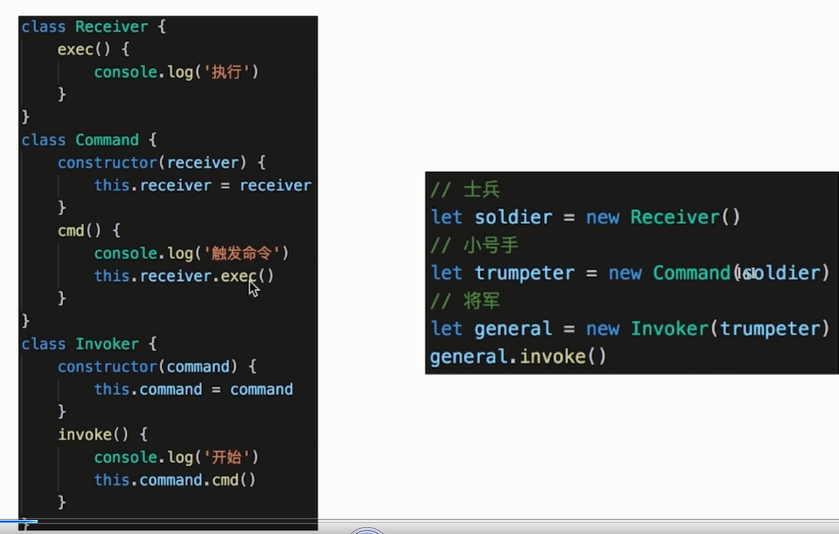 class Receiver {
exec() {
console.log('执行')
}
}
class Command {
constructor(receiver) {
this.receiver = receiver
}
cmd() {
console.log('触发命令')
this.receiver.exec()
}
}
class Invoker {
constructor(command) {
this.command = command
}
invoke() {
console.log('开始')
this.command.cmd()
}
}
// 士兵
let soldier = new Receiver()
// 小号手
let trumpeter = new Command(soldier)
// 将军
let general = new Invoker(trumpeter)
general.invoke()